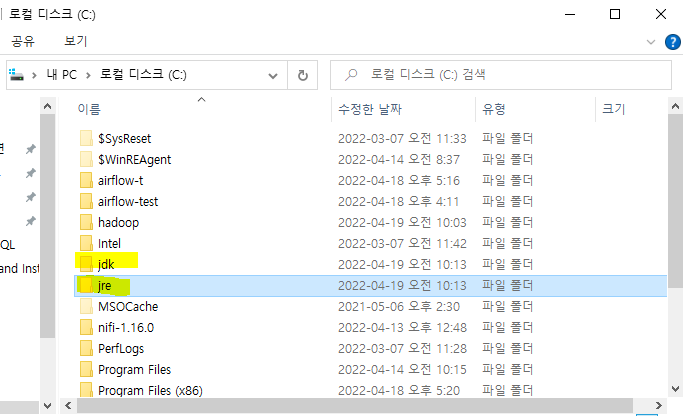 로컬 디스크 (C:)
공유 보기
내 PC 로컬 디스크 (C:) 로컬 디스크 (C:) 검색
이름 수정한 날짜 유형 크기
$SysReset 2022-03-07 오전 11:33 파일 폴더
$WinREAgent 2022-04-14 오전 8:37 파일 폴더
airflow-t 2022-04-18 오후 5:16 파일 폴더
airflow-test 2022-04-18 오후 4:11 파일 폴더
hadoop 2022-04-19 오전 10:03 파일 폴더
QL Intel 2022-03-07 오전 11:42 파일 폴더
and Inst jdk 2022-04-19 오전 10:13 파일 폴더
jre 2022-04-19 오전 10:13 파일 폴더
MSOCache 2021-05-06 오후 2:30 파일 폴더
nifi-1.16.0 2022-04-13 오후 12:48 파일 폴더
PerfLogs 2022-03-07 오전 11:28 파일 폴더
Program Files 2022-04-14 오전 10:15 파일 폴더
Program Files (x86) 2022-04-18 오후 5:20 파일 폴더